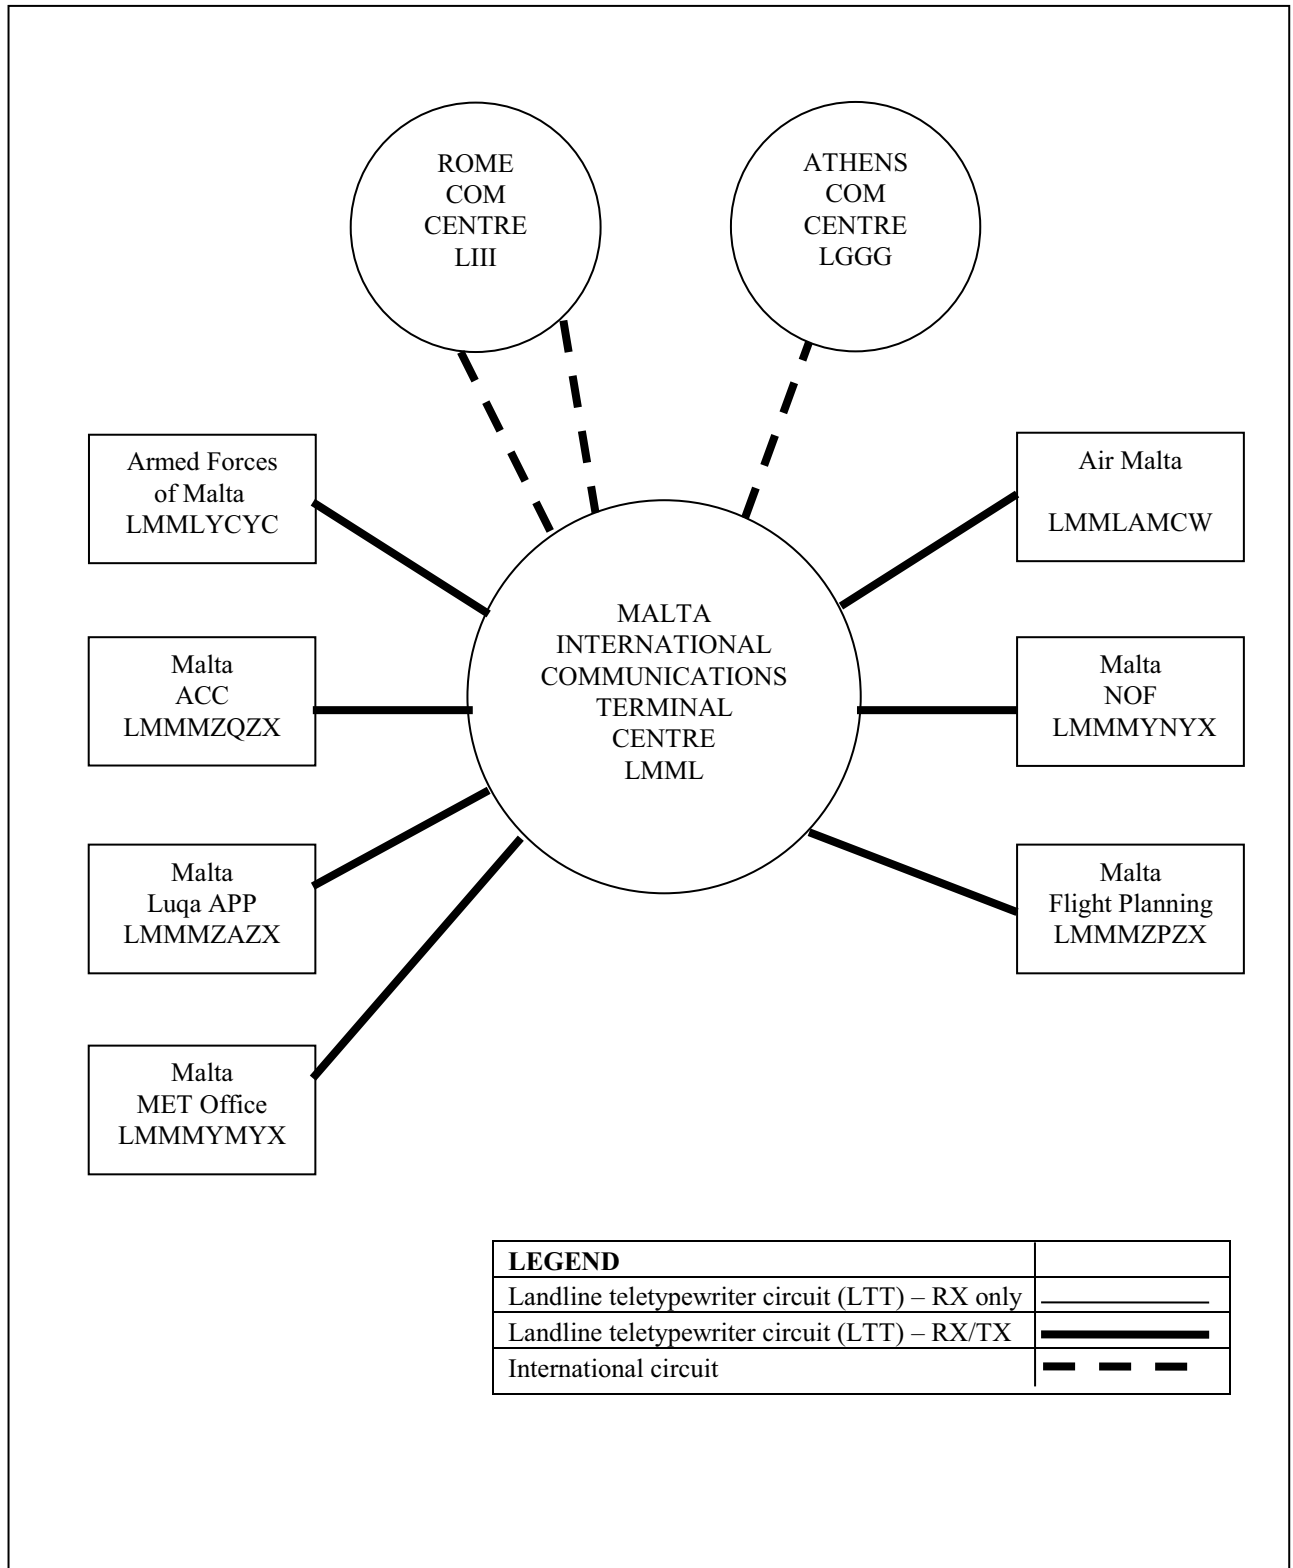 ROME
COM
CENTRE
LIII
ATHENS
COM
CENTRE
LGGG
Armed Forces
of Malta
LMMLYCYC
Air Malta
LMMLAMCW
MALTA
INTERNATIONAL
COMMUNICATIONS
TERMINAL
CENTRE
LMML
Malta
ACC
LMMMZQZX
Malta
NOF
LMMMYNYX
Malta
Luqa APP
LMMMZAZX
Malta
Flight Planning
LMMMZPZX
Malta
MET Office
LMMMYMYX
LEGEND
Landline teletypewriter circuit (LTT) – RX only
Landline teletypewriter circuit (LTT) – RX/TX
International circuit